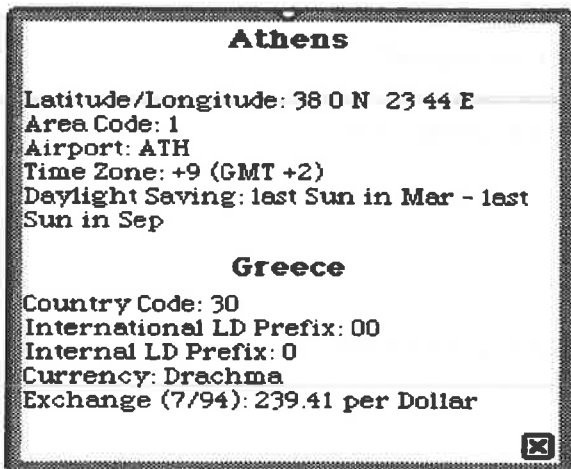 Athens
Latitude/Longitude: 38 0 N 23 44 E
Area Code: 1
Airport: ATH
Time Zone: +9 (GMT +2)
Daylight Saving: last Sun in Mar - last
Sun in Sep
Greece
Country Code: 30
International LD Prefix: 00
Internal LD Prefix: 0
Currency: Drachma
Exchange (7/94): 239.41 per Dollar